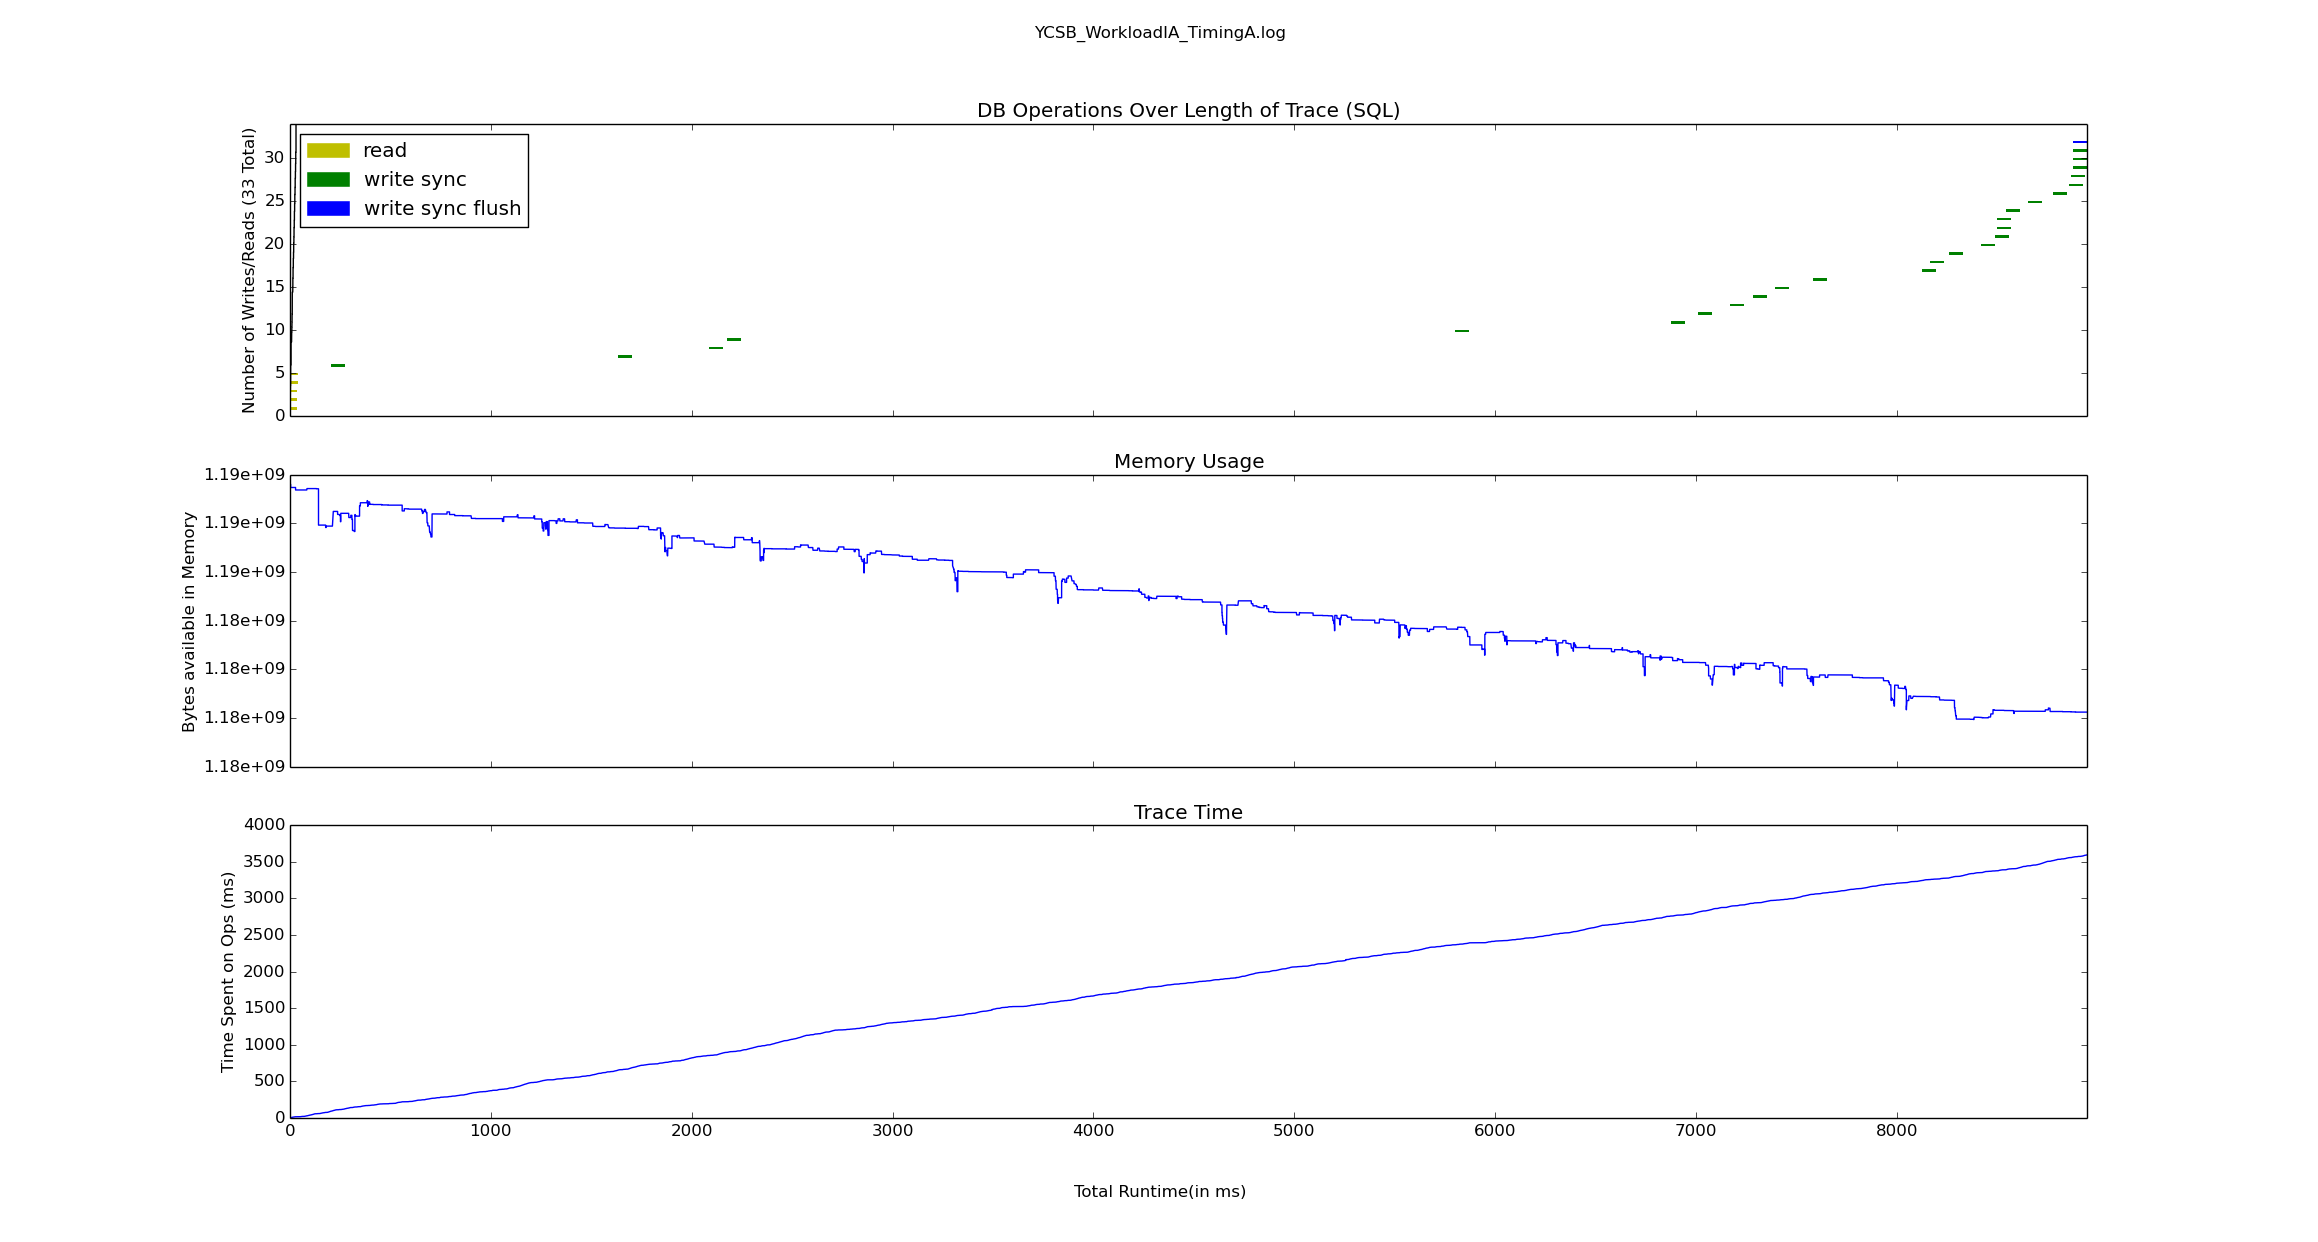 YCSB_WorkloadIA_TimingA.log
DB Operations Over Length of Trace (SQL)
Number of Writes/Reads (33 Total)
30
25
20
15
10
5
0
read
write sync
write sync flush
Memory Usage
Bytes available in Memory
1.19e+09
1.19e+09
1.19e+09
1.18e+09
1.18e+09
1.18e+09
1.18e+09
Trace Time
Time Spent on Ops (ms)
4000
3500
3000
2500
2000
1500
1000
500
0
0 1000 2000 3000 4000 5000 6000 7000 8000
Total Runtime(in ms)